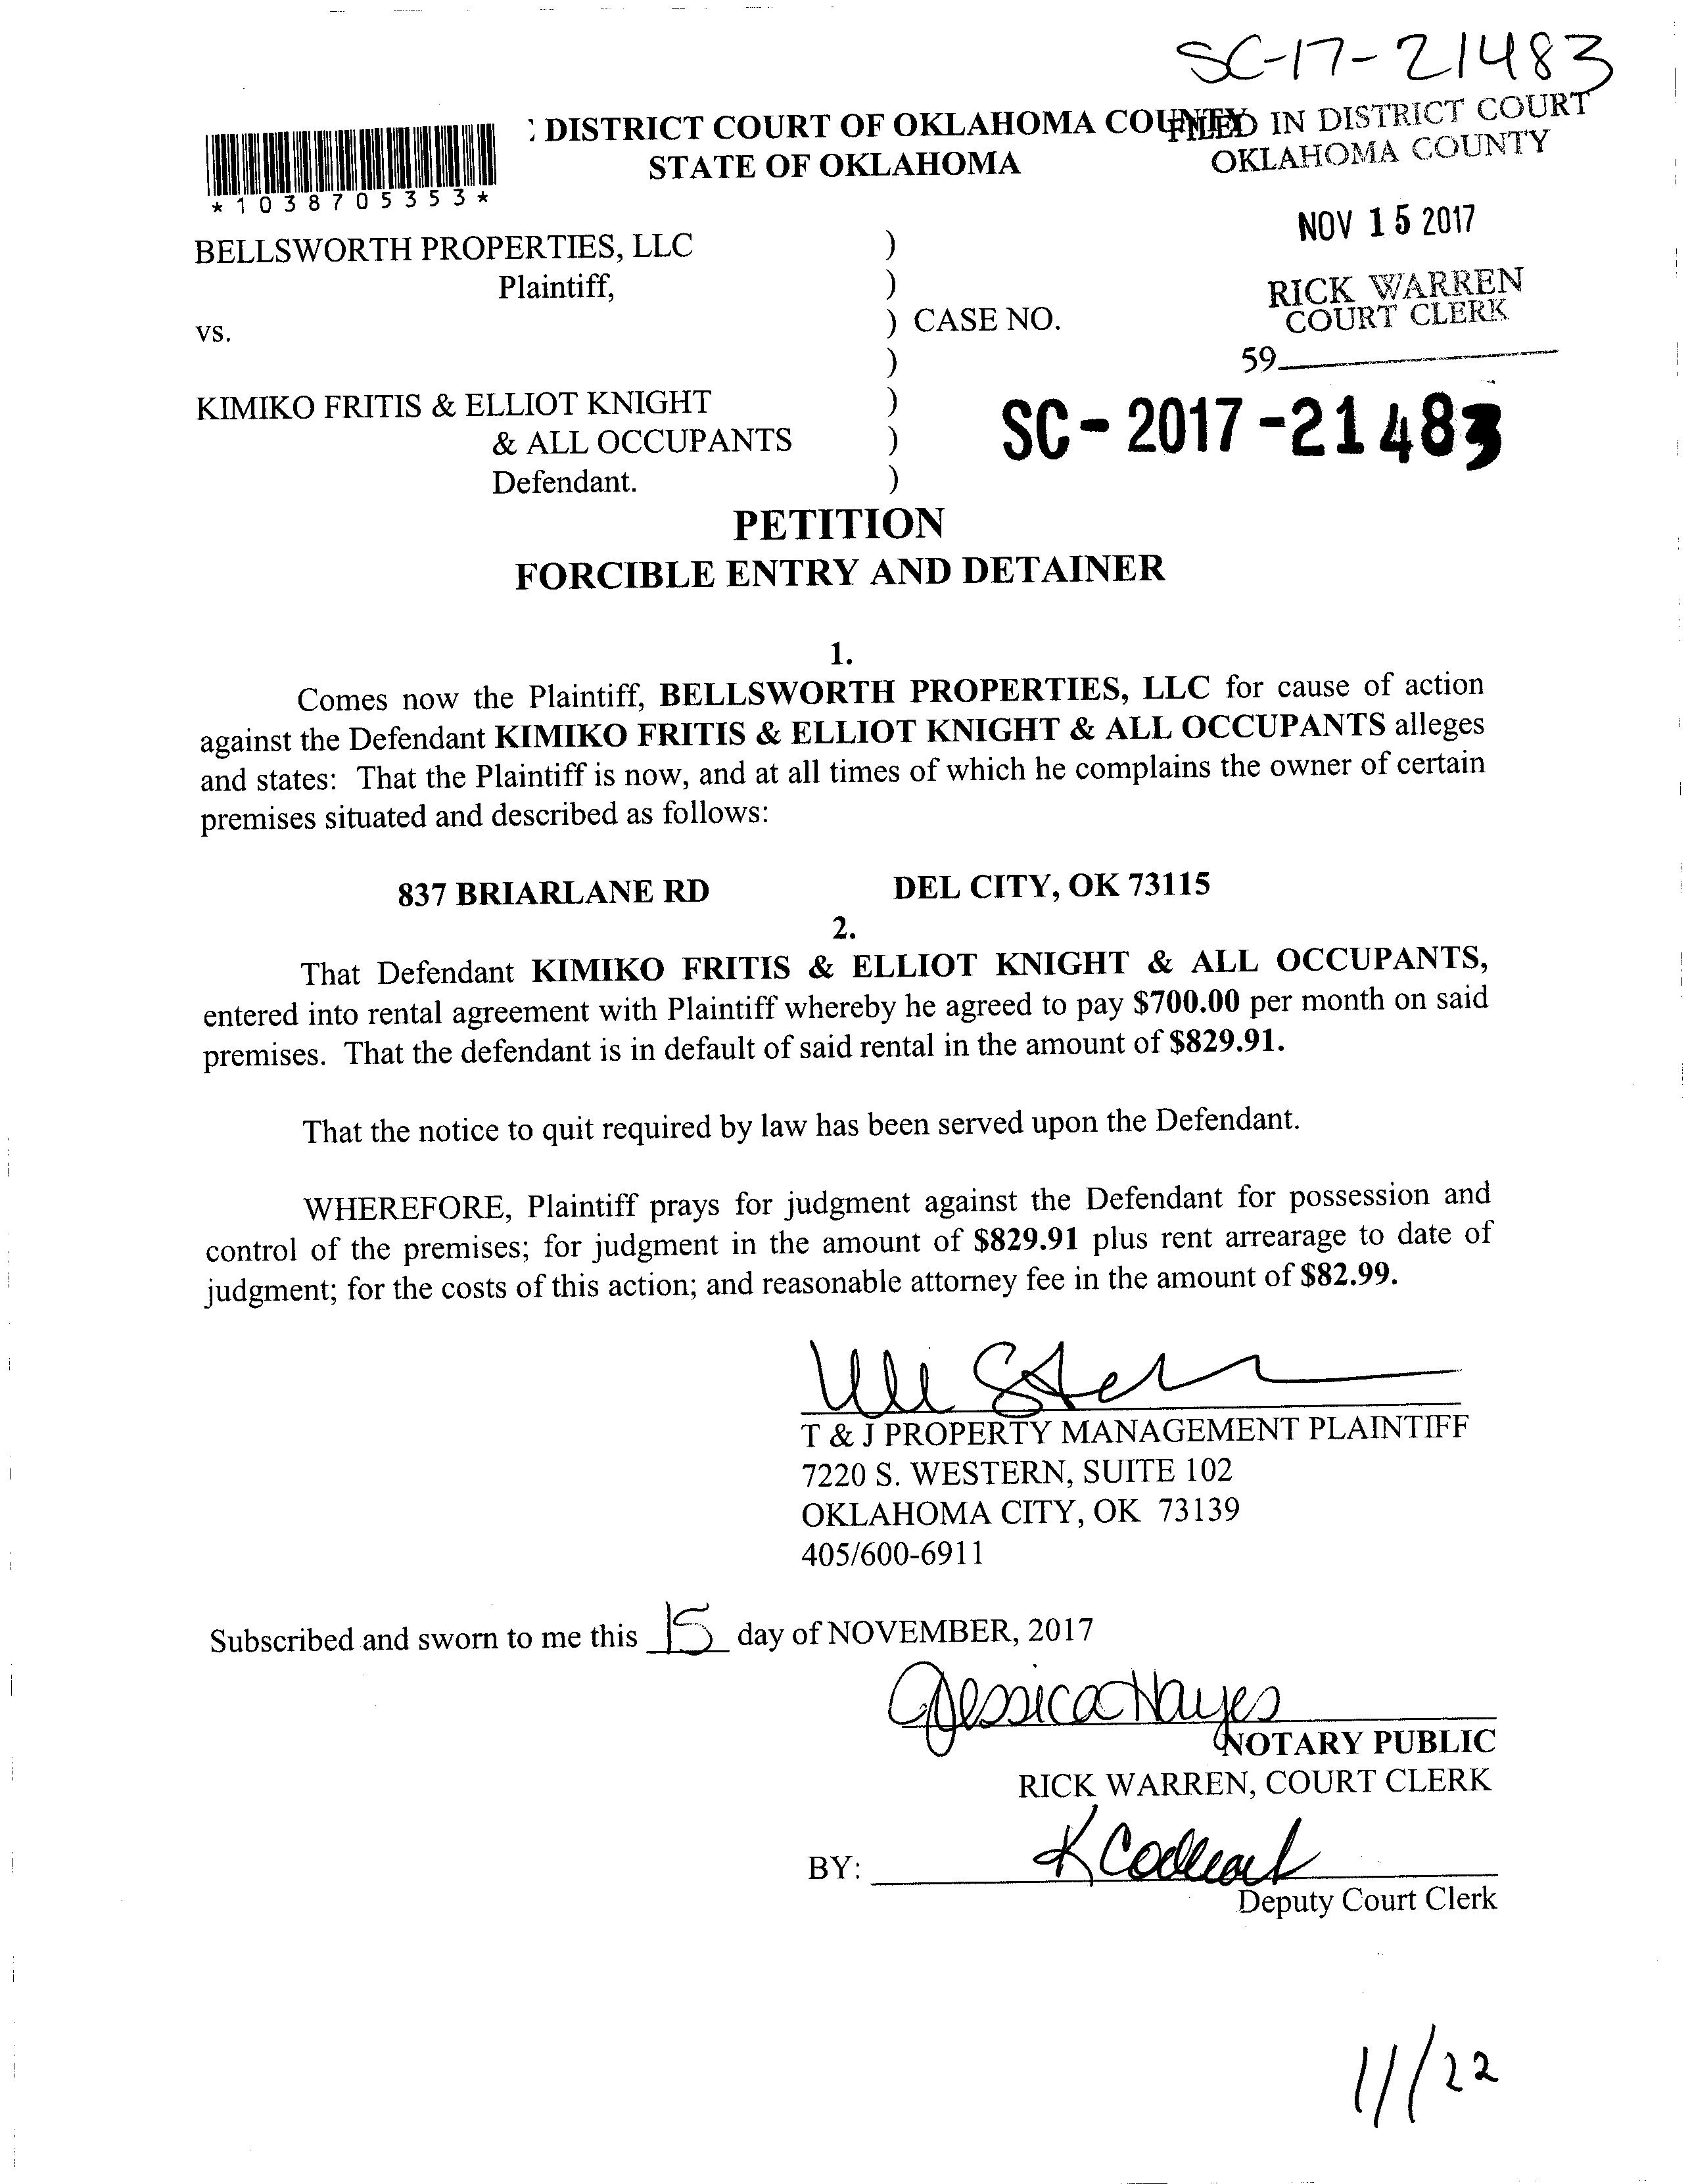 SC-17-21483
: DISTRICT COURT OF OKLAHOMA COUNTY
FILED IN DISTRICT COURT
STATE OF OKLAHOMA
OKLAHOMA COUNTY
*1038705353*
NOV 15 2017
BELLSWORTH PROPERTIES, LLC )
Plaintiff, )
RICK WARREN
COURT CLERK
vs. ) CASE NO.
)
59
KIMIKO FRITIS & ELLIOT KNIGHT )
& ALL OCCUPANTS )
SC-2017-21483
Defendant. )
PETITION
FORCIBLE ENTRY AND DETAINER
1.
Comes now the Plaintiff, BELLSWORTH PROPERTIES, LLC for cause of action
against the Defendant KIMIKO FRITIS & ELLIOT KNIGHT & ALL OCCUPANTS alleges
and states: That the Plaintiff is now, and at all times of which he complains the owner of certain
premises situated and described as follows:
837 BRIARLANE RD DEL CITY, OK 73115
2.
That Defendant KIMIKO FRITIS & ELLIOT KNIGHT & ALL OCCUPANTS,
entered into rental agreement with Plaintiff whereby he agreed to pay $700.00 per month on said
premises. That the defendant is in default of said rental in the amount of $829.91.
That the notice to quit required by law has been served upon the Defendant.
WHEREFORE, Plaintiff prays for judgment against the Defendant for possession and
control of the premises; for judgment in the amount of $829.91 plus rent arrearage to date of
judgment; for the costs of this action; and reasonable attorney fee in the amount of $82.99.
T & J PROPERTY MANAGEMENT PLAINTIFF
7220 S. WESTERN, SUITE 102
OKLAHOMA CITY, OK 73139
405/600-6911
Subscribed and sworn to me this 15 day of NOVEMBER, 2017
Jessica Hayes
NOTARY PUBLIC
RICK WARREN, COURT CLERK
BY:
Deputy Court Clerk
11/22